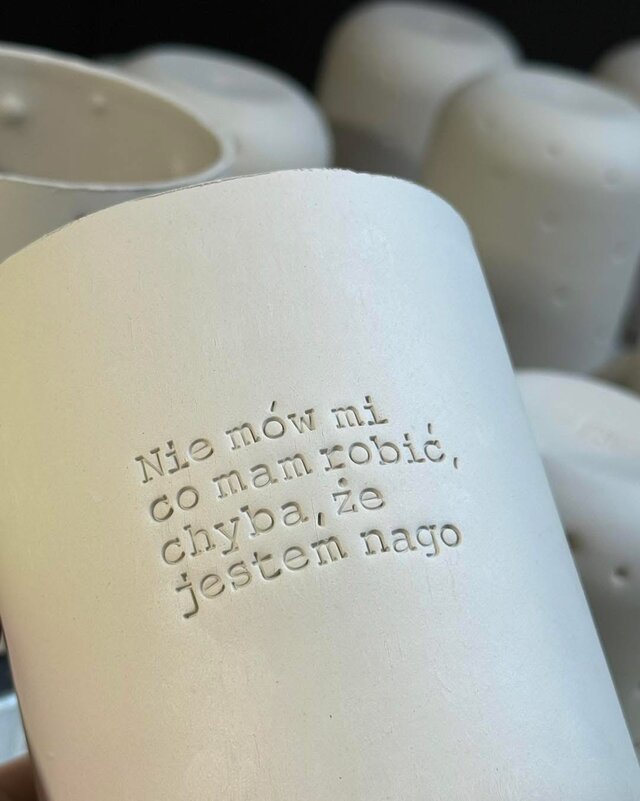 Nie mów mi
co mam robić,
chyba, że
jestem nago